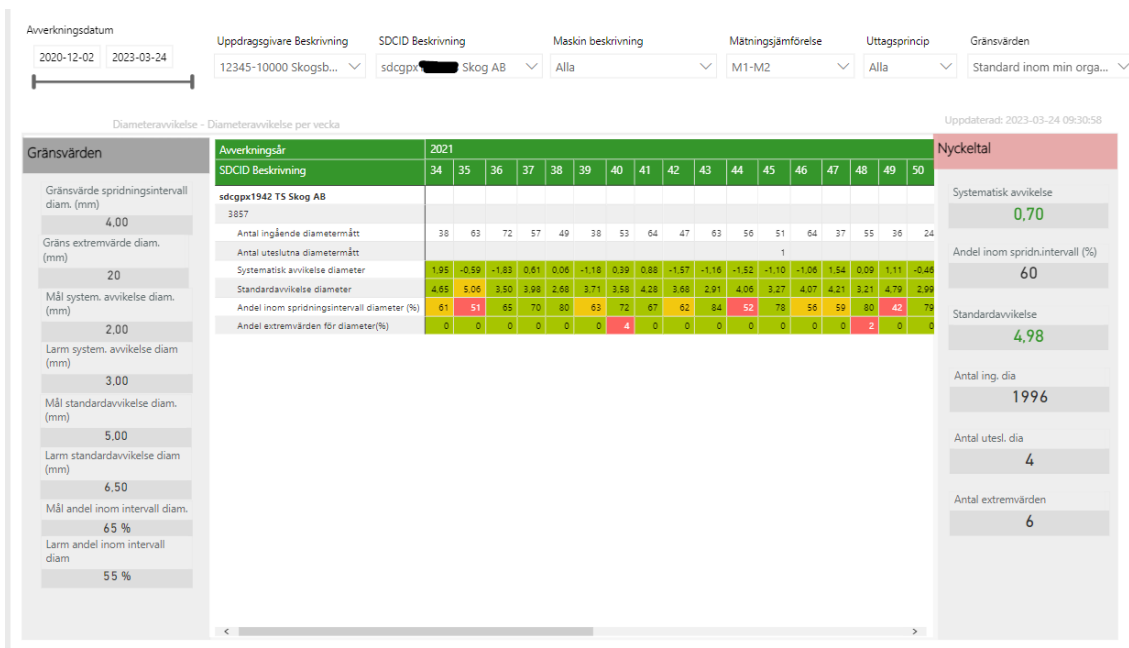 Avverkningsdatum
2020-12-02 2023-03-24
Uppdragsgivare Beskrivning SDCID Beskrivning Maskin beskrivning Mätningsjämförelse Uttagsprincip Gränsvärden
12345-10000 Skogsb... sdcgpx Skog AB Alla M1-M2 Alla Standard inom min orga...
Diameteravvikelse - Diameteravvikelse per vecka
Uppdaterad: 2023-03-24 09:30:58
Gränsvärden
Gränsvärde spridningsintervall
diam. (mm)
4,00
Gräns extremvärde diam.
(mm)
20
Mål system. avvikelse diam.
(mm)
2,00
Larm system. avvikelse diam
(mm)
3,00
Mål standardavvikelse diam.
(mm)
5,00
Larm standardavvikelse diam
(mm)
6,50
Mål andel inom intervall diam.
65 %
Larm andel inom intervall
diam
55 %
Avverkningsår 2021
SDCID Beskrivning 34 35 36 37 38 39 40 41 42 43 44 45 46 47 48 49 50
sdcgpx1942 TS Skog AB
3857
Antal ingående diametermått 38 63 72 57 49 38 53 64 47 63 56 51 64 37 55 36 24
Antal uteslutna diametermått 1
Systematisk avvikelse diameter 1,95 -0,59 -1,83 0,61 0,06 -1,18 0,39 0,88 -1,57 -1,16 -1,52 -1,10 -1,06 1,54 0,09 1,11 -0,46
Standardavvikelse diameter 4,65 5,06 3,50 3,98 2,68 3,71 3,58 4,28 3,68 2,91 4,06 3,27 4,07 4,21 3,21 4,79 2,99
Andel inom spridningsintervall diameter (%) 61 51 65 70 80 63 72 67 62 84 52 78 56 59 80 42 79
Andel extremvärden för diameter(%) 0 0 0 0 0 0 4 0 0 0 0 0 0 0 2 0 0
Nyckeltal
Systematisk avvikelse
0,70
Andel inom spridn.intervall (%)
60
Standardavvikelse
4,98
Antal ing. dia
1996
Antal utesl. dia
4
Antal extremvärden
6